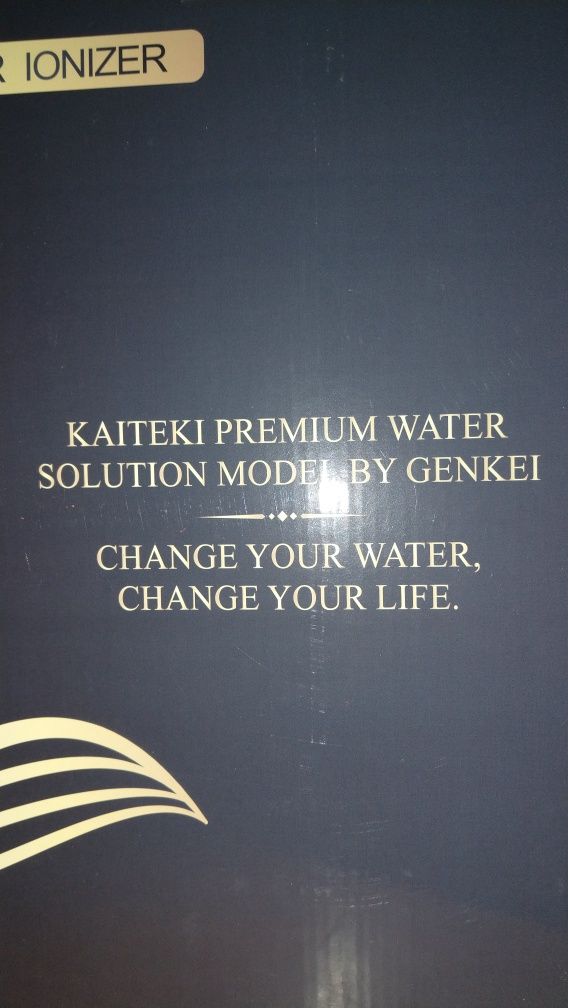 R IONIZER
KAITEKI PREMIUM WATER
SOLUTION MODEL BY GENKEI
CHANGE YOUR WATER,
CHANGE YOUR LIFE.